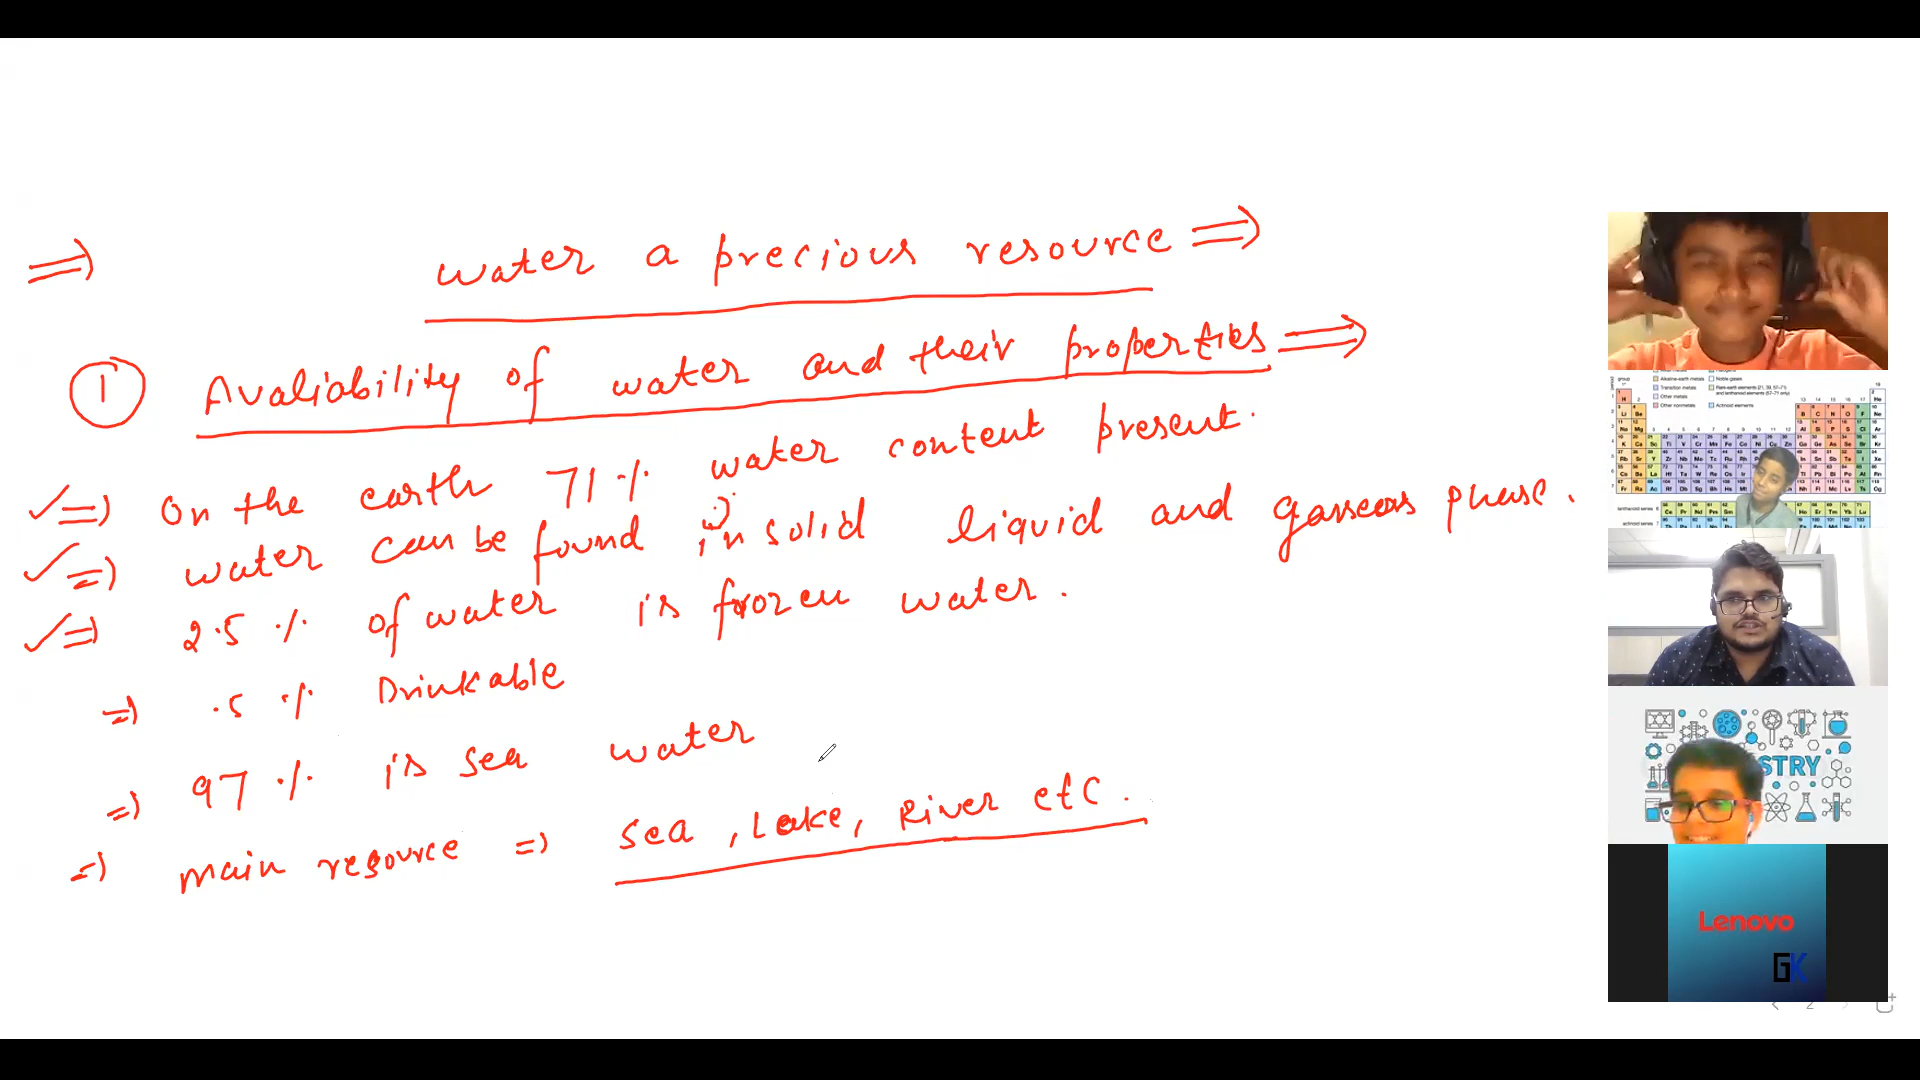 ⇒ water a precious resource ⇒
① Avaliability of water and their properties ⇒
✓⇒ On the earth 71 % water content present.
✓⇒ water can be found in solid liquid and gaseous phase.
✓⇒ 2.5 % of water is frozen water.
⇒ .5 % Drinkable
⇒ 97 % is sea water
⇒ main resource ⇒ sea , Lake, River etc.
STRY
Lenovo
GK
2